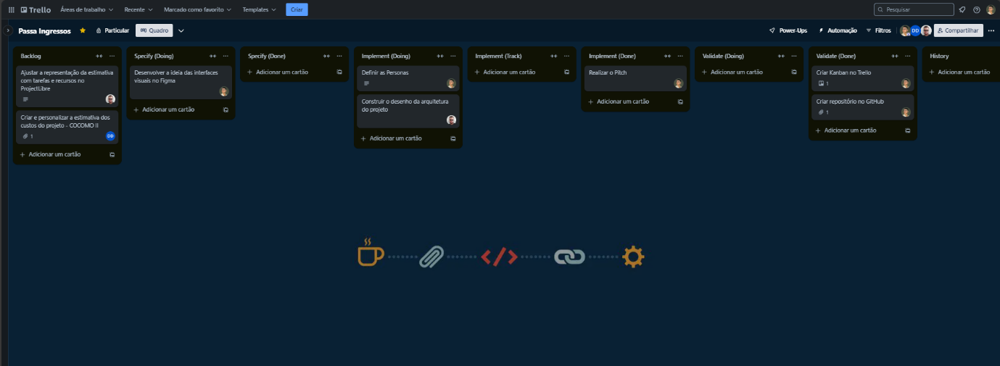 Trello
Áreas de trabalho
Recente
Marcado como favorito
Templates
Criar
Pesquisar
Passa Ingressos
Particular
Quadro
Power-Ups
Automação
Filtros
DD
Compartilhar
Backlog
Ajustar a representação da estimativa
com tarefas e recursos no
ProjectLibre
Criar e personalizar a estimativa dos
custos do projeto - COCOMO II
1
DD
Adicionar um cartão
Specify (Doing)
Desenvolver a ideia das interfaces
visuais no Figma
Adicionar um cartão
Specify (Done)
Adicionar um cartão
Implement (Doing)
Definir as Personas
Construir o desenho da arquitetura
do projeto
Adicionar um cartão
Implement (Track)
Adicionar um cartão
Implement (Done)
Realizar o Pitch
Adicionar um cartão
Validate (Doing)
Adicionar um cartão
Validate (Done)
Criar Kanban no Trello
1
Criar repositório no GitHub
1
Adicionar um cartão
History
Adicionar um cartão